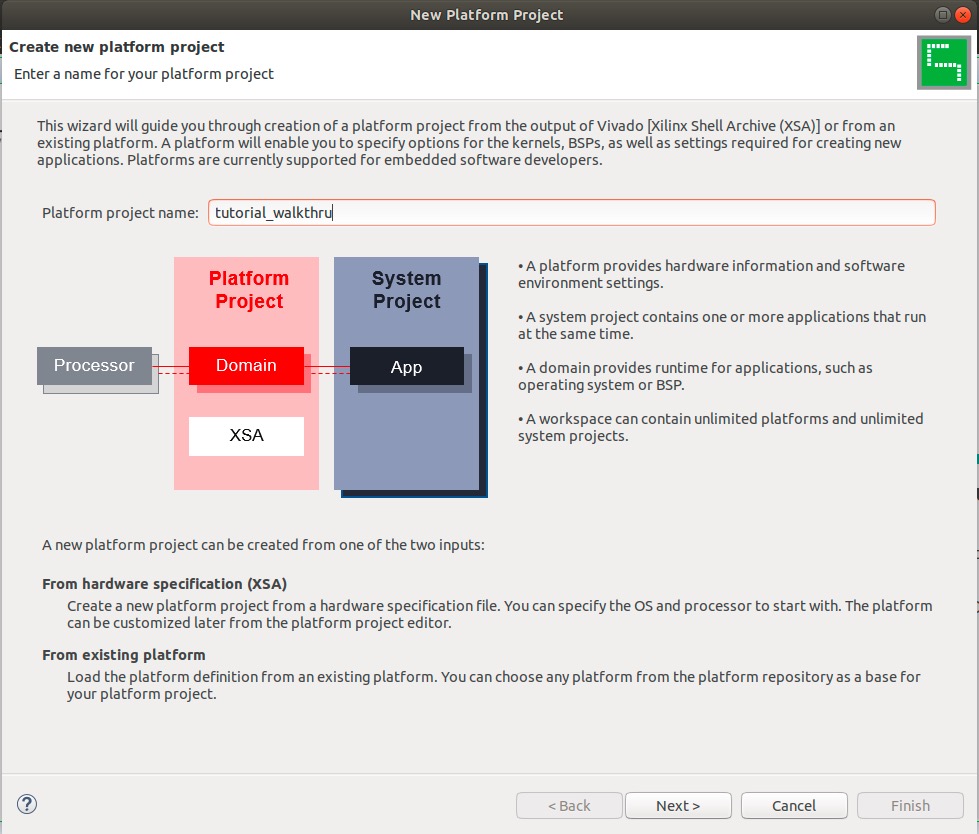 New Platform Project
Create new platform project
Enter a name for your platform project
This wizard will guide you through creation of a platform project from the output of Vivado [Xilinx Shell Archive (XSA)] or from an
existing platform. A platform will enable you to specify options for the kernels, BSPs, as well as settings required for creating new
applications. Platforms are currently supported for embedded software developers.
Platform project name: tutorial_walkthru
Platform
Project
System
Project
Processor
Domain
App
XSA
• A platform provides hardware information and software
environment settings.
• A system project contains one or more applications that run
at the same time.
• A domain provides runtime for applications, such as
operating system or BSP.
• A workspace can contain unlimited platforms and unlimited
system projects.
A new platform project can be created from one of the two inputs:
From hardware specification (XSA)
Create a new platform project from a hardware specification file. You can specify the OS and processor to start with. The platform
can be customized later from the platform project editor.
From existing platform
Load the platform definition from an existing platform. You can choose any platform from the platform repository as a base for
your platform project.
?
< Back
Next >
Cancel
Finish